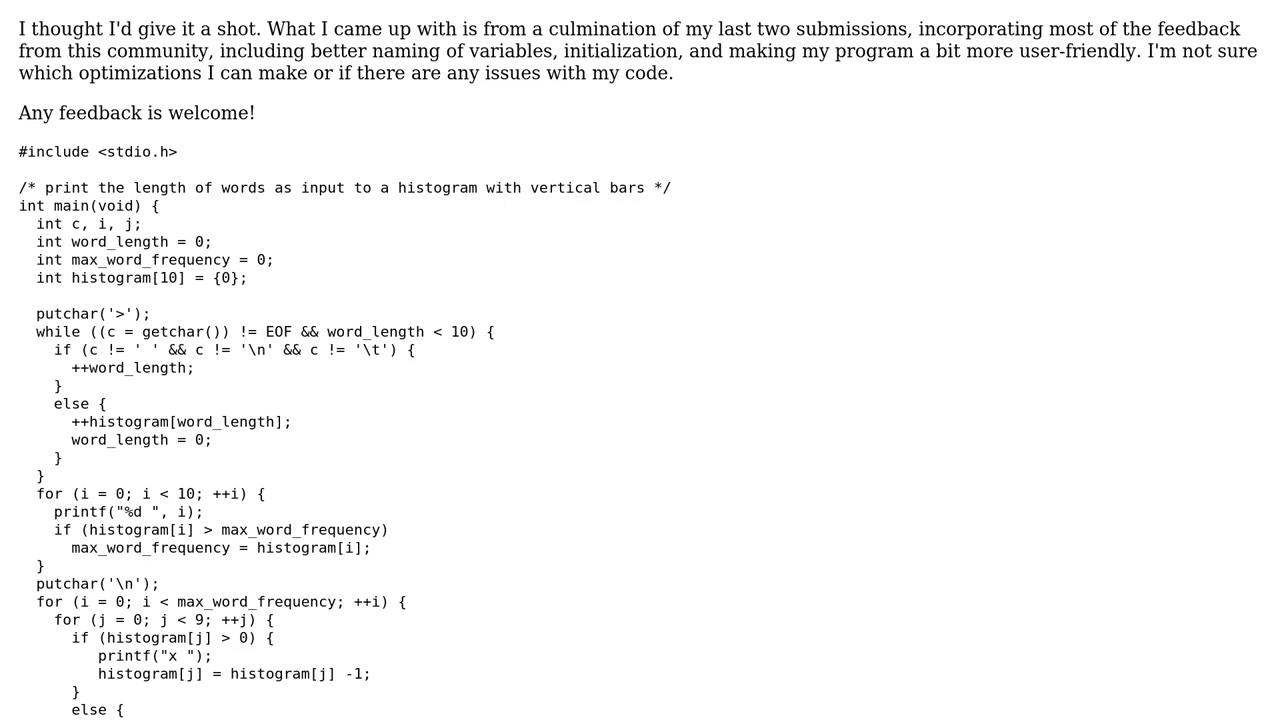 I thought I'd give it a shot. What I came up with is from a culmination of my last two submissions, incorporating most of the feedback
from this community, including better naming of variables, initialization, and making my program a bit more user-friendly. I'm not sure
which optimizations I can make or if there are any issues with my code.

Any feedback is welcome!

#include <stdio.h>

/* print the length of words as input to a histogram with vertical bars */
int main(void) {
  int c, i, j;
  int word_length = 0;
  int max_word_frequency = 0;
  int histogram[10] = {0};

  putchar('>');
  while ((c = getchar()) != EOF && word_length < 10) {
    if (c != ' ' && c != '\n' && c != '\t') {
      ++word_length;
    }
    else {
      ++histogram[word_length];
      word_length = 0;
    }
  }
  for (i = 0; i < 10; ++i) {
    printf("%d ", i);
    if (histogram[i] > max_word_frequency)
      max_word_frequency = histogram[i];
  }
  putchar('\n');
  for (i = 0; i < max_word_frequency; ++i) {
    for (j = 0; j < 9; ++j) {
      if (histogram[j] > 0) {
         printf("x ");
         histogram[j] = histogram[j] -1;
      }
      else {